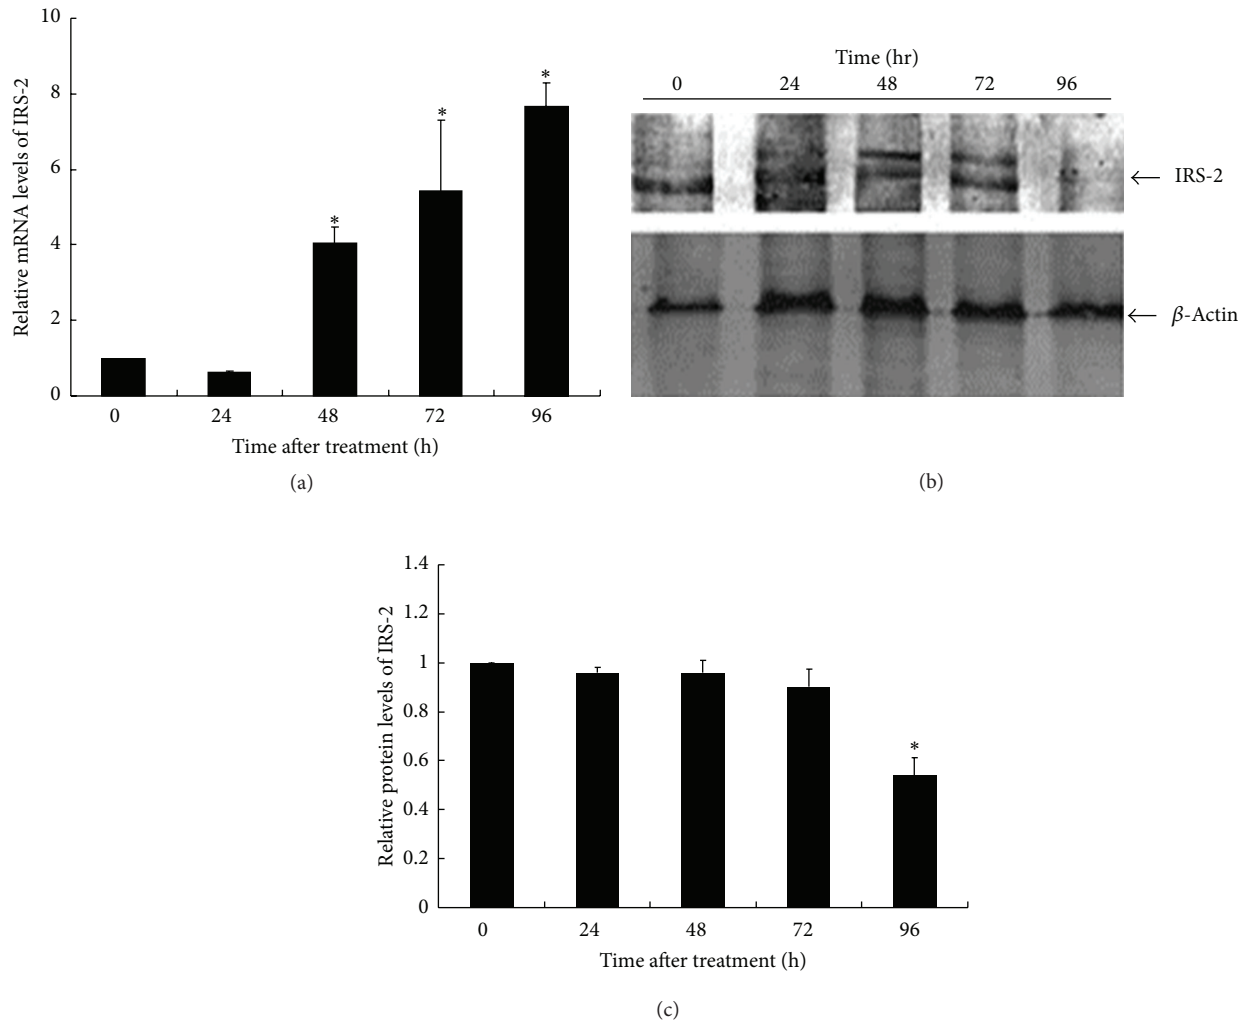 10
8
6
4
2
0
Relative mRNA levels of IRS-2
*
*
*
0 24 48 72 96
Time after treatment (h)
(a)
Time (hr)
0 24 48 72 96
IRS-2
β-Actin
(b)
1.4
1.2
1
0.8
0.6
0.4
0.2
0
Relative protein levels of IRS-2
*
0 24 48 72 96
Time after treatment (h)
(c)